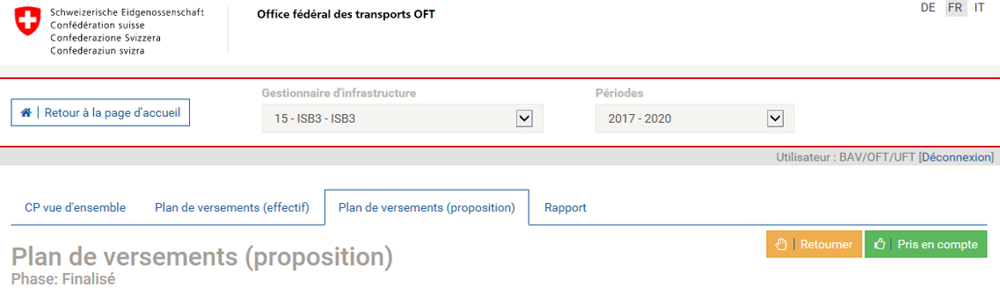 Schweizerische Eidgenossenschaft
Confédération suisse
Confederazione Svizzera
Confederaziun svizra
Office fédéral des transports OFT
DE FR IT
Retour à la page d'accueil
Gestionnaire d'infrastructure
15 - ISB3 - ISB3
Périodes
2017 - 2020
Utilisateur : BAV/OFT/UFT [Déconnexion]
CP vue d'ensemble
Plan de versements (effectif)
Plan de versements (proposition)
Rapport
Retourner
Pris en compte
Plan de versements (proposition)
Phase: Finalisé